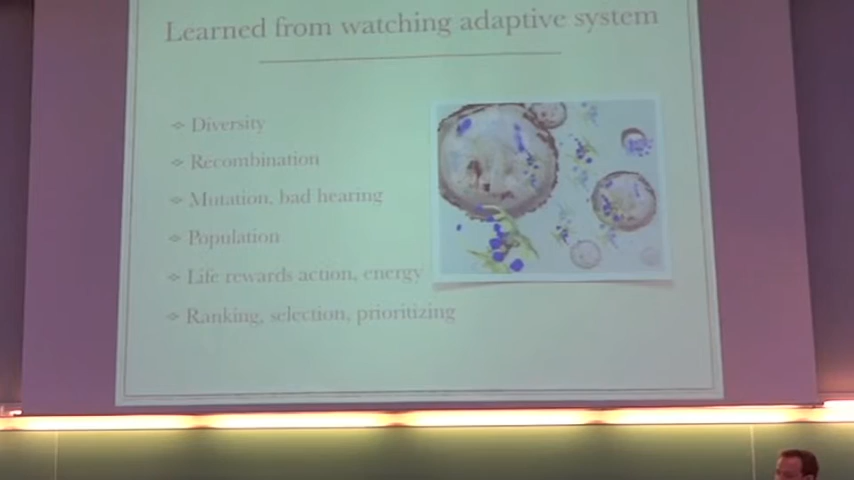 Learned from watching adaptive system
Diversity
Recombination
Mutation, bad hearing
Population
Life rewards action, energy
Ranking, selection, prioritizing